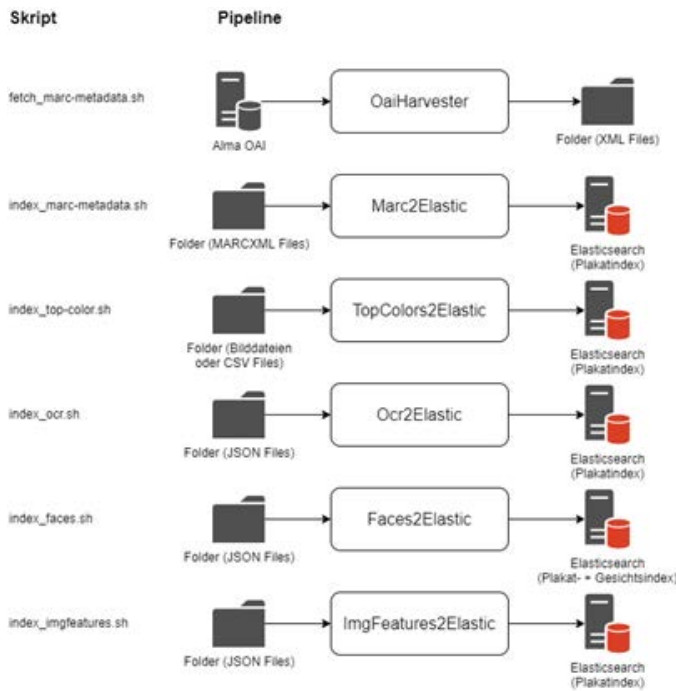 Skript
Pipeline
fetch_marc-metadata.sh
OaiHarvester
Alma OAI
Folder (XML Files)
index_marc-metadata.sh
Marc2Elastic
Folder (MARCXML Files)
Elasticsearch
(Plakatindex)
index_top-color.sh
TopColors2Elastic
Folder (Bilddateien
oder CSV Files)
Elasticsearch
(Plakatindex)
index_ocr.sh
Ocr2Elastic
Folder (JSON Files)
Elasticsearch
(Plakatindex)
index_faces.sh
Faces2Elastic
Folder (JSON Files)
Elasticsearch
(Plakat- + Gesichtsindex)
index_imgfeatures.sh
ImgFeatures2Elastic
Folder (JSON Files)
Elasticsearch
(Plakatindex)